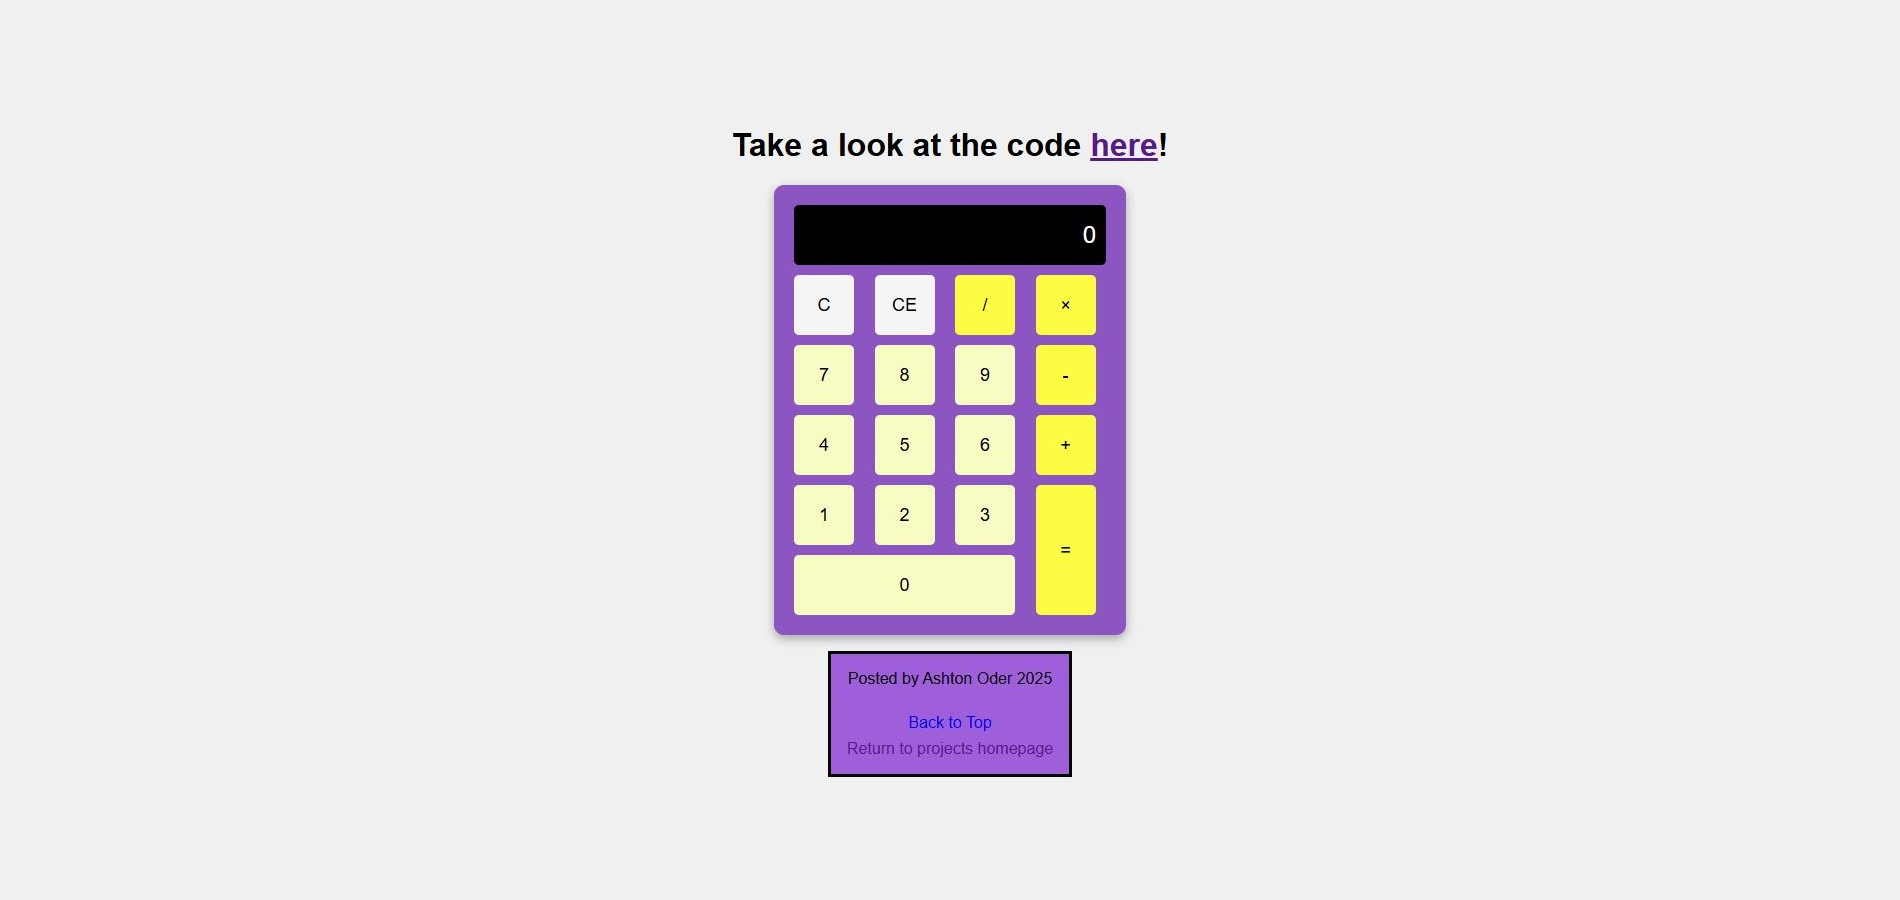 Take a look at the code here!
0
C CE / ×
7 8 9 -
4 5 6 +
1 2 3
=
0
Posted by Ashton Oder 2025
Back to Top
Return to projects homepage